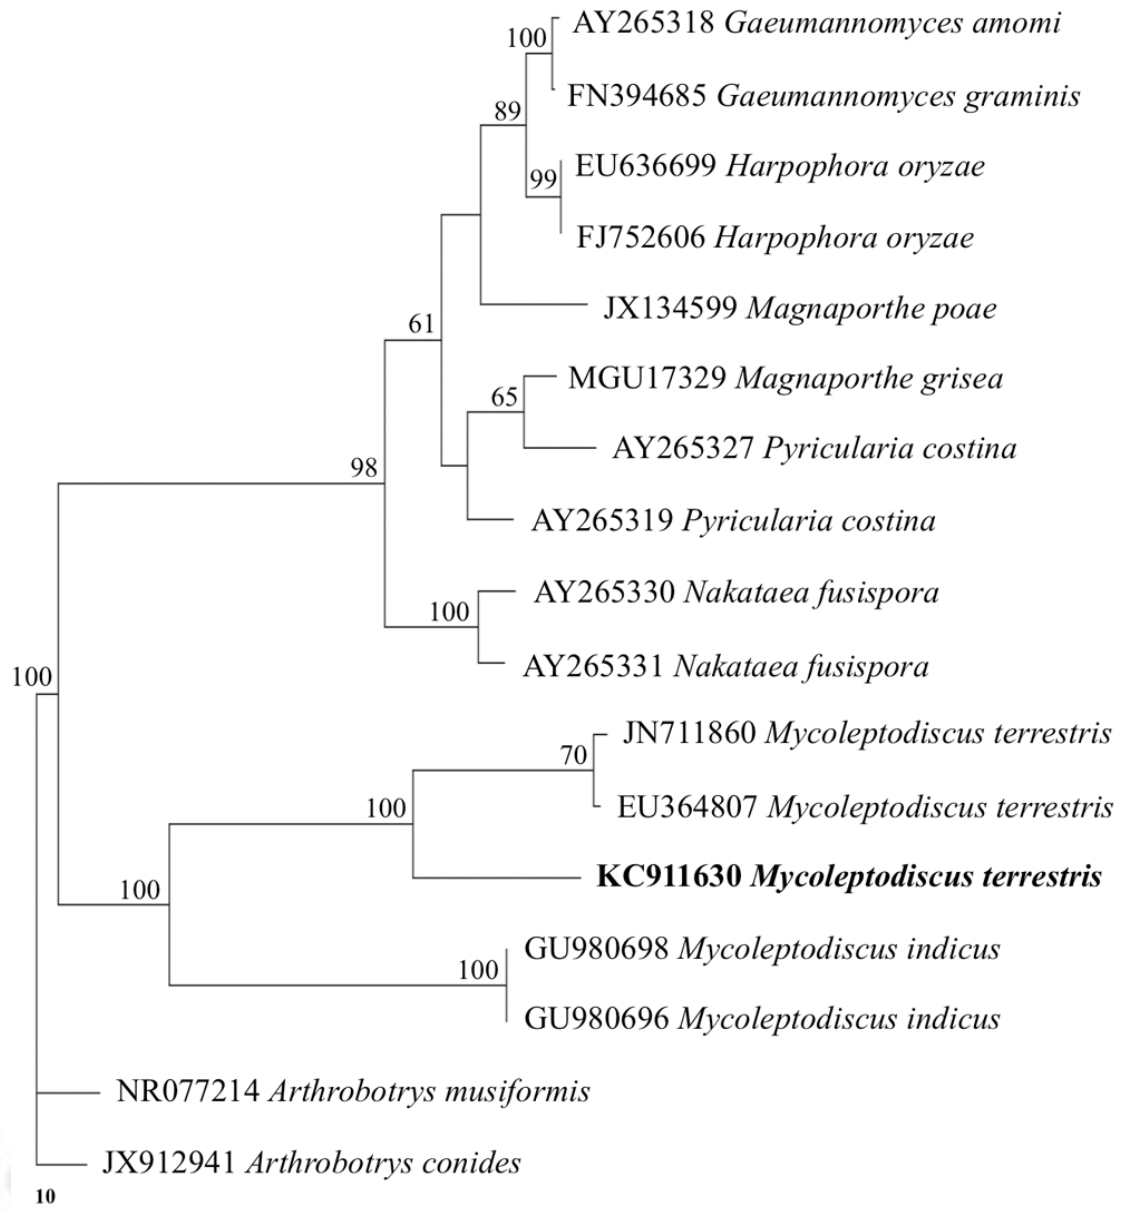 AY265318 Gaeumannomyces amomi
100
FN394685 Gaeumannomyces graminis
89
EU636699 Harpophora oryzae
99
FJ752606 Harpophora oryzae
JX134599 Magnaporthe poae
61
MGU17329 Magnaporthe grisea
65
AY265327 Pyricularia costina
98
AY265319 Pyricularia costina
AY265330 Nakataea fusispora
100
AY265331 Nakataea fusispora
100
JN711860 Mycoleptodiscus terrestris
70
EU364807 Mycoleptodiscus terrestris
100
KC911630 Mycoleptodiscus terrestris
100
GU980698 Mycoleptodiscus indicus
100
GU980696 Mycoleptodiscus indicus
NR077214 Arthrobotrys musiformis
JX912941 Arthrobotrys conides
10